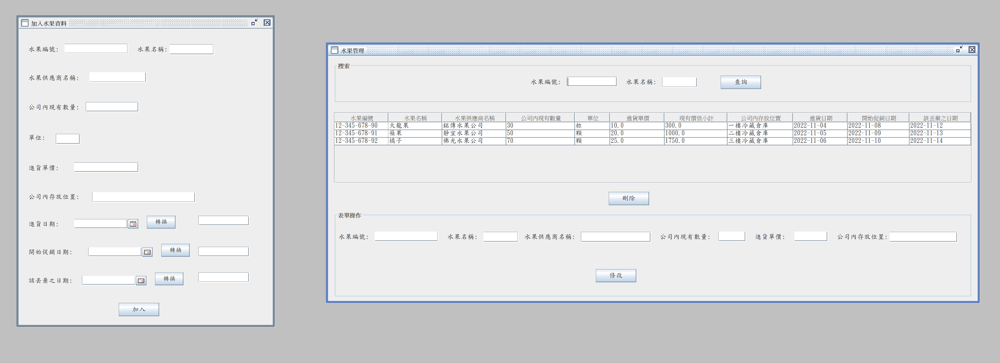 加入水果資料
水果編號: 水果名稱:
水果供應商名稱:
公司內現有數量:
單位:
進貨單價:
公司內存放位置:
進貨日期: 轉換
開始促銷日期: 轉換
該丟棄之日期: 轉換
加入
水果管理
搜索
水果編號: 水果名稱: 查詢
水果編號 水果名稱 水果供應商名稱 公司內現有數量 單位 進貨單價 現有價值小計 公司內存放位置 進貨日期 開始促銷日期 該丟棄之日期
12-345-678-90 火龍果 銘傳水果公司 30 粒 10.0 300.0 一樓冷藏倉庫 2022-11-04 2022-11-08 2022-11-12
12-345-678-91 蘋果 靜宜水果公司 50 顆 20.0 1000.0 二樓冷藏倉庫 2022-11-05 2022-11-09 2022-11-13
12-345-678-92 橘子 佛光水果公司 70 顆 25.0 1750.0 三樓冷藏倉庫 2022-11-06 2022-11-10 2022-11-14
刪除
表單操作
水果編號: 水果名稱: 水果供應商名稱: 公司內現有數量: 進貨單價: 公司內存放位置:
修改